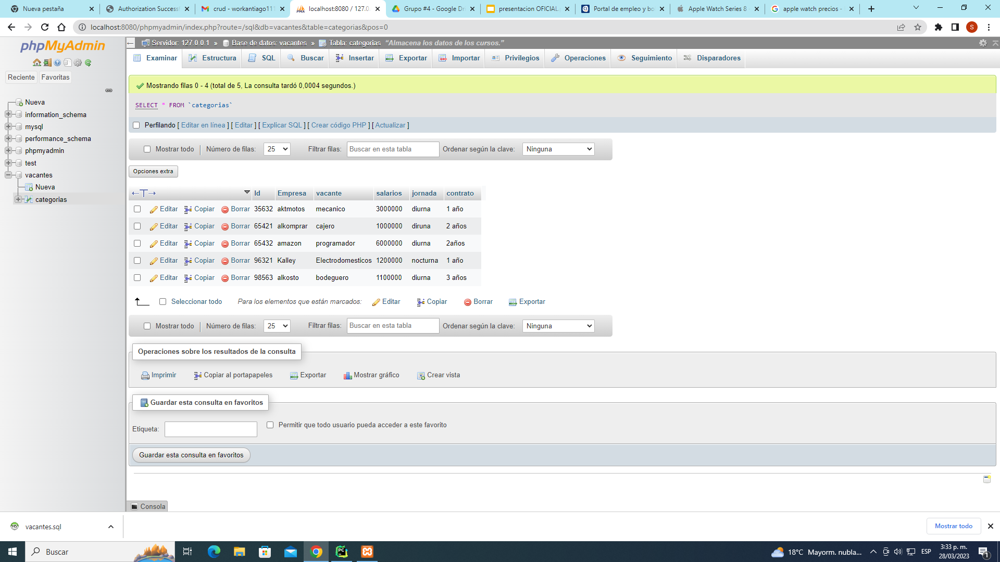 Nueva pestaña
Authorization Successf
crud - workantiago111
localhost:8080 / 127.0.
Grupo #4 - Google Dri
presentacion OFICIAL.
Portal de empleo y bo
Apple Watch Series 8 -
apple watch precios -
localhost:8080/phpmyadmin/index.php?route=/sql&db=vacantes&table=categorias&pos=0
S
phpMyAdmin
Reciente Favoritas
Nueva
information_schema
mysql
performance_schema
phpmyadmin
test
vacantes
Nueva
categorias
Servidor: 127.0.0.1 » Base de datos: vacantes » Tabla: categorias "Almacena los datos de los cursos."
Examinar Estructura SQL Buscar Insertar Exportar Importar Privilegios Operaciones Seguimiento Disparadores
Mostrando filas 0 - 4 (total de 5, La consulta tardó 0,0004 segundos.)
SELECT * FROM `categorias`
Perfilando [ Editar en línea ] [ Editar ] [ Explicar SQL ] [ Crear código PHP ] [ Actualizar ]
Mostrar todo | Número de filas: 25 Filtrar filas: Buscar en esta tabla Ordenar según la clave: Ninguna
Opciones extra
←T→ Id Empresa vacante salarios jornada contrato
Editar Copiar Borrar 35632 aktmotos mecanico 3000000 diurna 1 año
Editar Copiar Borrar 65421 alkomprar cajero 1000000 diruna 2 años
Editar Copiar Borrar 65432 amazon programador 6000000 diurna 2años
Editar Copiar Borrar 96321 Kalley Electrodomesticos 1200000 nocturna 1 año
Editar Copiar Borrar 98563 alkosto bodeguero 1100000 diurna 3 años
Seleccionar todo Para los elementos que están marcados: Editar Copiar Borrar Exportar
Mostrar todo | Número de filas: 25 Filtrar filas: Buscar en esta tabla Ordenar según la clave: Ninguna
Operaciones sobre los resultados de la consulta
Imprimir Copiar al portapapeles Exportar Mostrar gráfico Crear vista
Guardar esta consulta en favoritos
Etiqueta: Permitir que todo usuario pueda acceder a este favorito
Guardar esta consulta en favoritos
Consola
vacantes.sql
Mostrar todo
Buscar
18°C Mayorm. nubla...
ESP
3:33 p. m.
28/03/2023
1